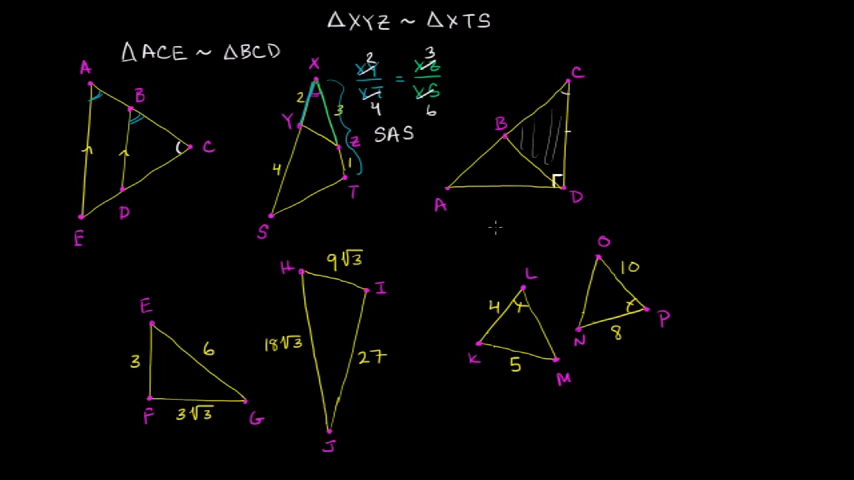 ΔXYZ ~ ΔXTS
ΔACE ~ ΔBCD
A
B
C
D
E
X
Y
Z
T
S
2
3
4
1
XY/XT = XZ/XS
2
4
3
6
SAS
C
B
A
D
E
F
G
3
6
3√3
H
I
J
9√3
18√3
27
L
K
M
4
5
O
N
P
10
8